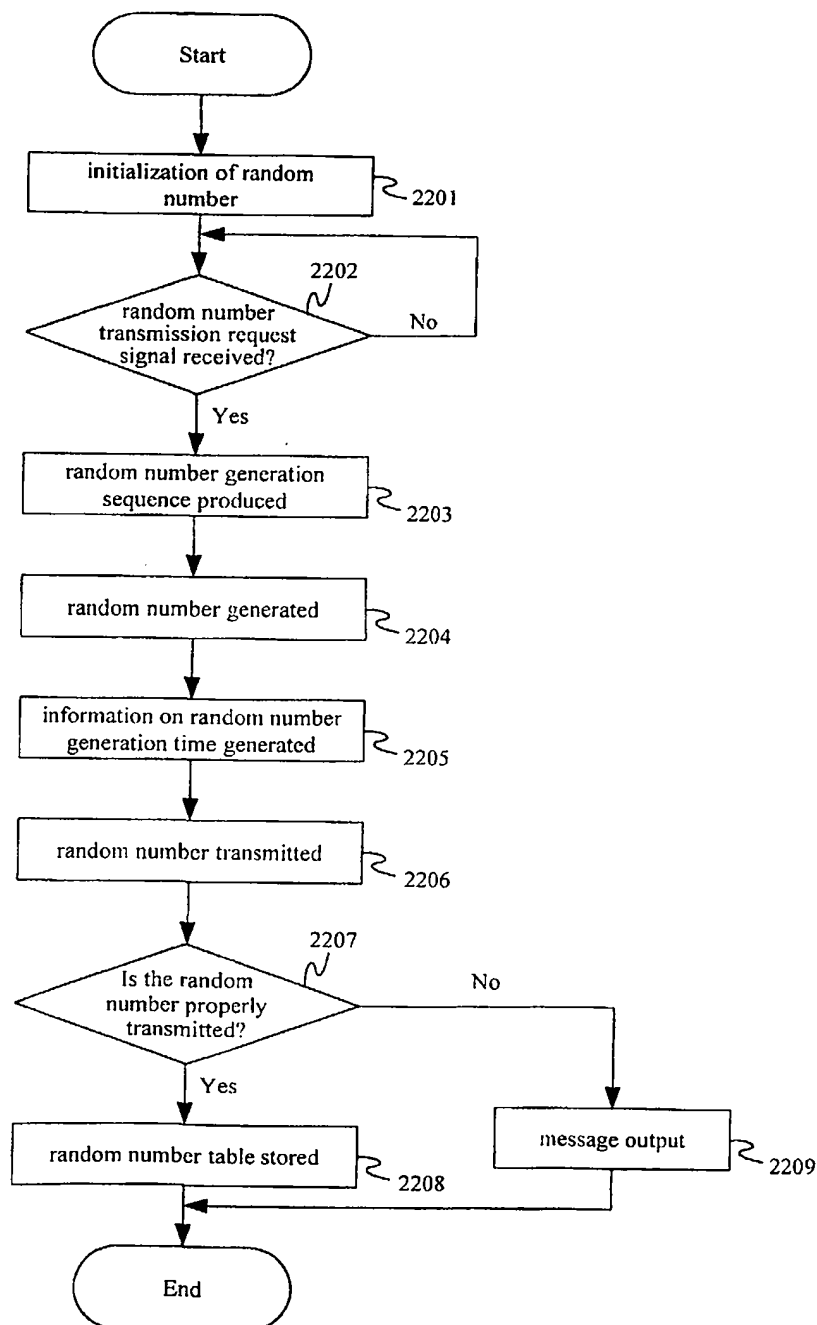 Start
initialization of random
number
2201
2202
random number
transmission request
signal received?
No
Yes
random number generation
sequence produced
2203
random number generated
2204
information on random number
generation time generated
2205
random number transmitted
2206
2207
Is the random
number properly
transmitted?
No
Yes
random number table stored
2208
message output
2209
End